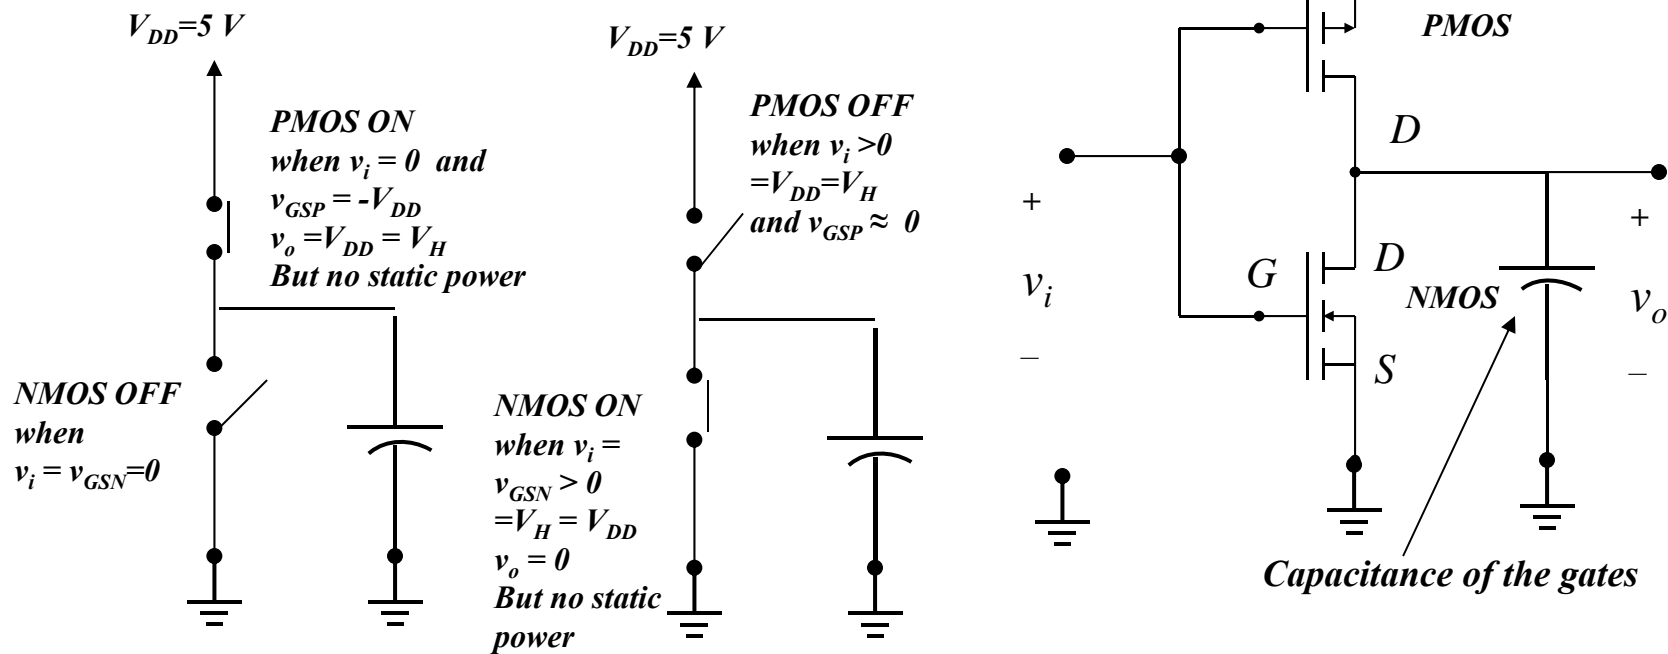 V_DD=5 V
PMOS ON
when v_i = 0 and
v_GSP = -V_DD
v_o =V_DD = V_H
But no static power
NMOS OFF
when
v_i = v_GSN=0
V_DD=5 V
PMOS OFF
when v_i >0
=V_DD=V_H
and v_GSP ≈ 0
NMOS ON
when v_i =
v_GSN > 0
=V_H = V_DD
v_o = 0
But no static
power
PMOS
D
+
v_i
–
G
D
NMOS
S
+
v_o
–
Capacitance of the gates